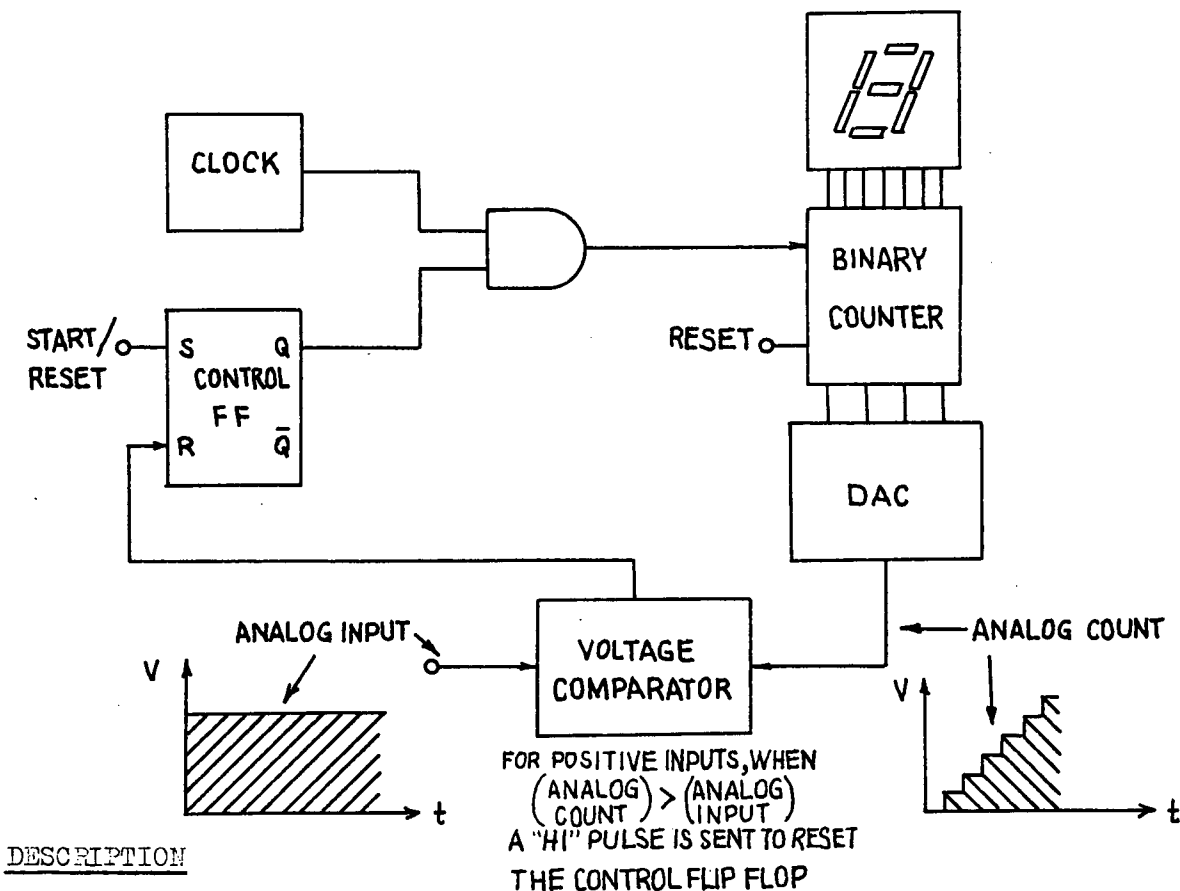 CLOCK
START/
RESET
S Q
CONTROL
FF
R Q̅
BINARY
COUNTER
RESET
DAC
ANALOG INPUT
V
t
VOLTAGE
COMPARATOR
ANALOG COUNT
V
t
FOR POSITIVE INPUTS, WHEN
(ANALOG COUNT) > (ANALOG INPUT)
A "HI" PULSE IS SENT TO RESET
THE CONTROL FLIP FLOP
DESCRIPTION